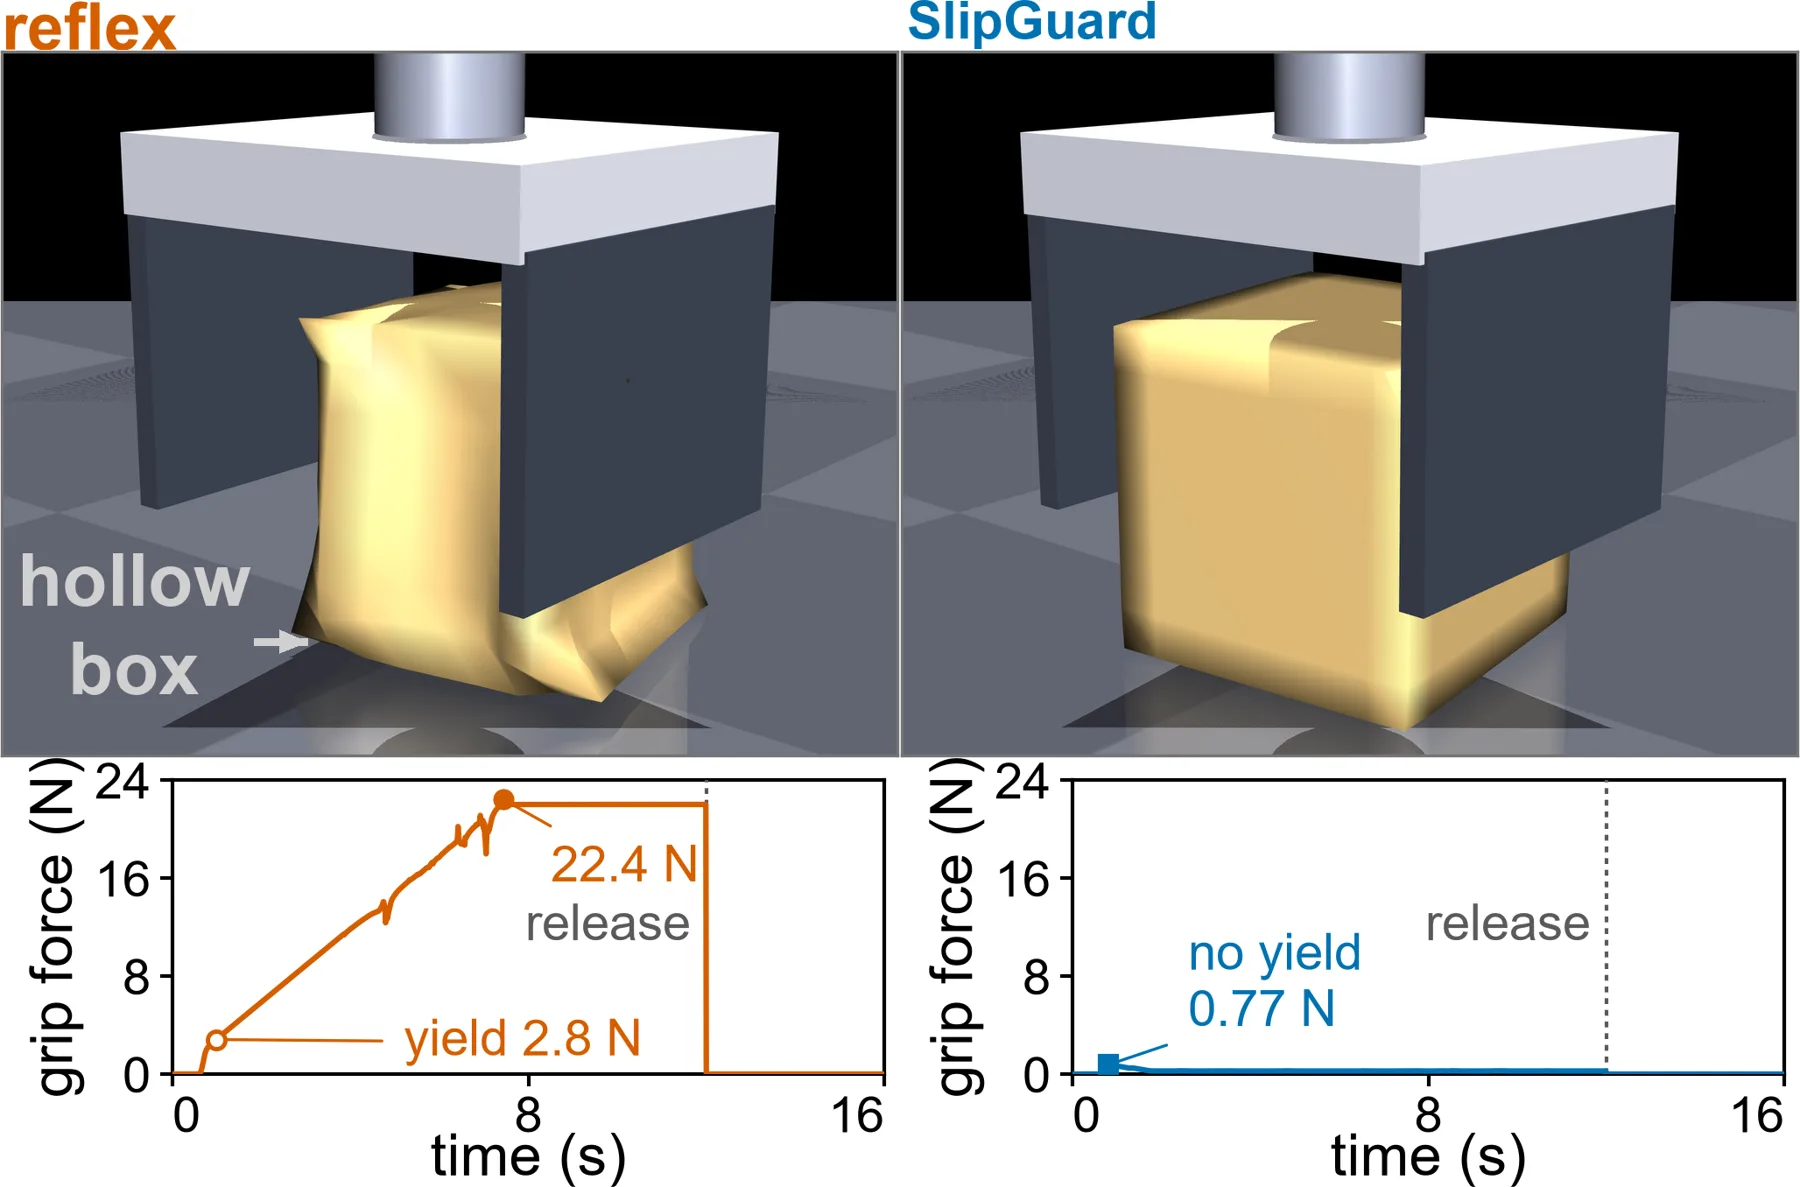 reflex
SlipGuard
hollow
box
grip force (N)
24
16
8
0
22.4 N
release
yield 2.8 N
0
8
16
time (s)
grip force (N)
24
16
8
0
release
no yield
0.77 N
0
8
16
time (s)